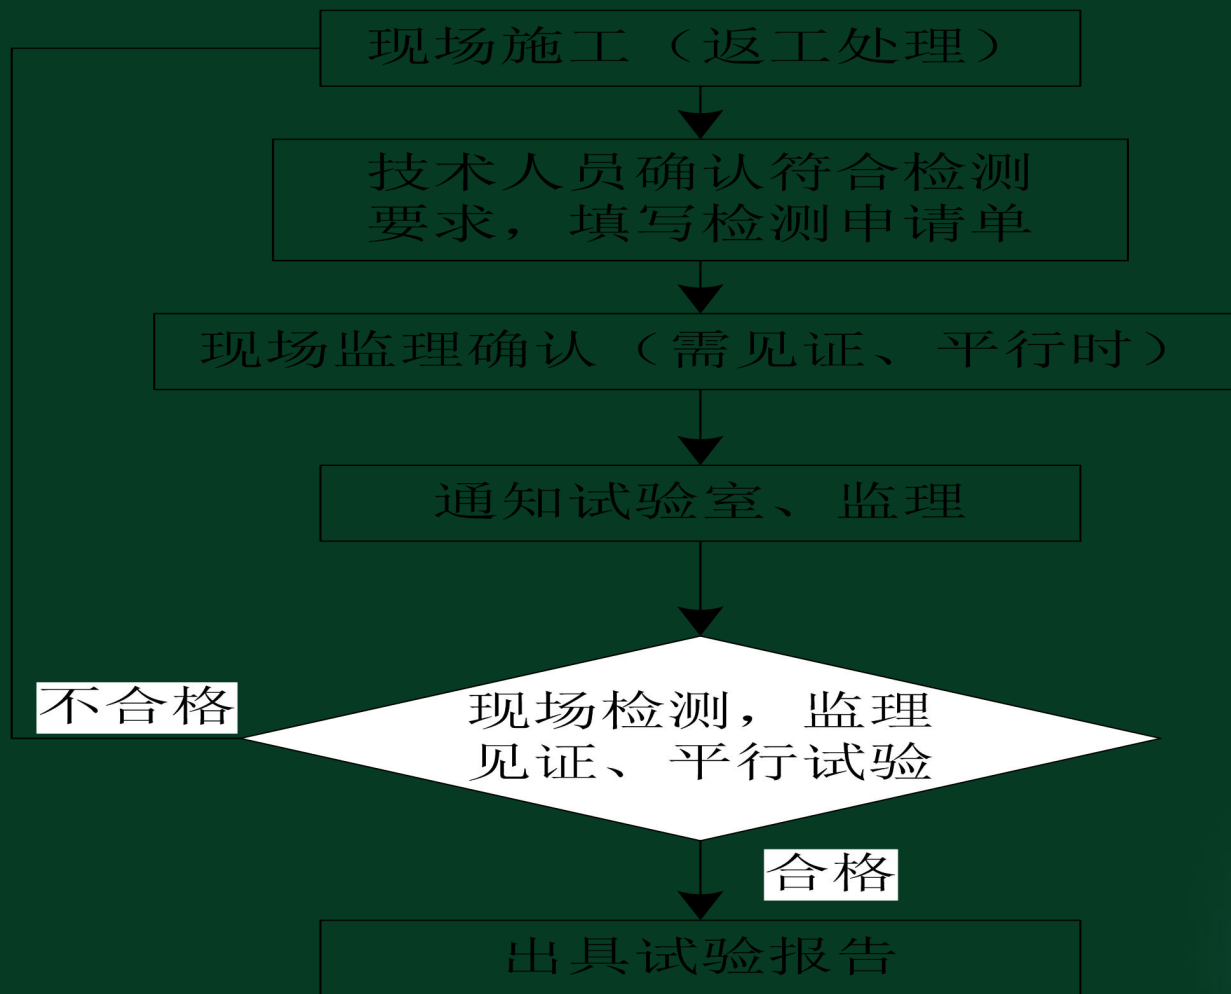 现场施工（返工处理）
技术人员确认符合检测
要求，填写检测申请单
现场监理确认（需见证、平行时）
通知试验室、监理
不合格
现场检测，监理
见证、平行试验
合格
出具试验报告